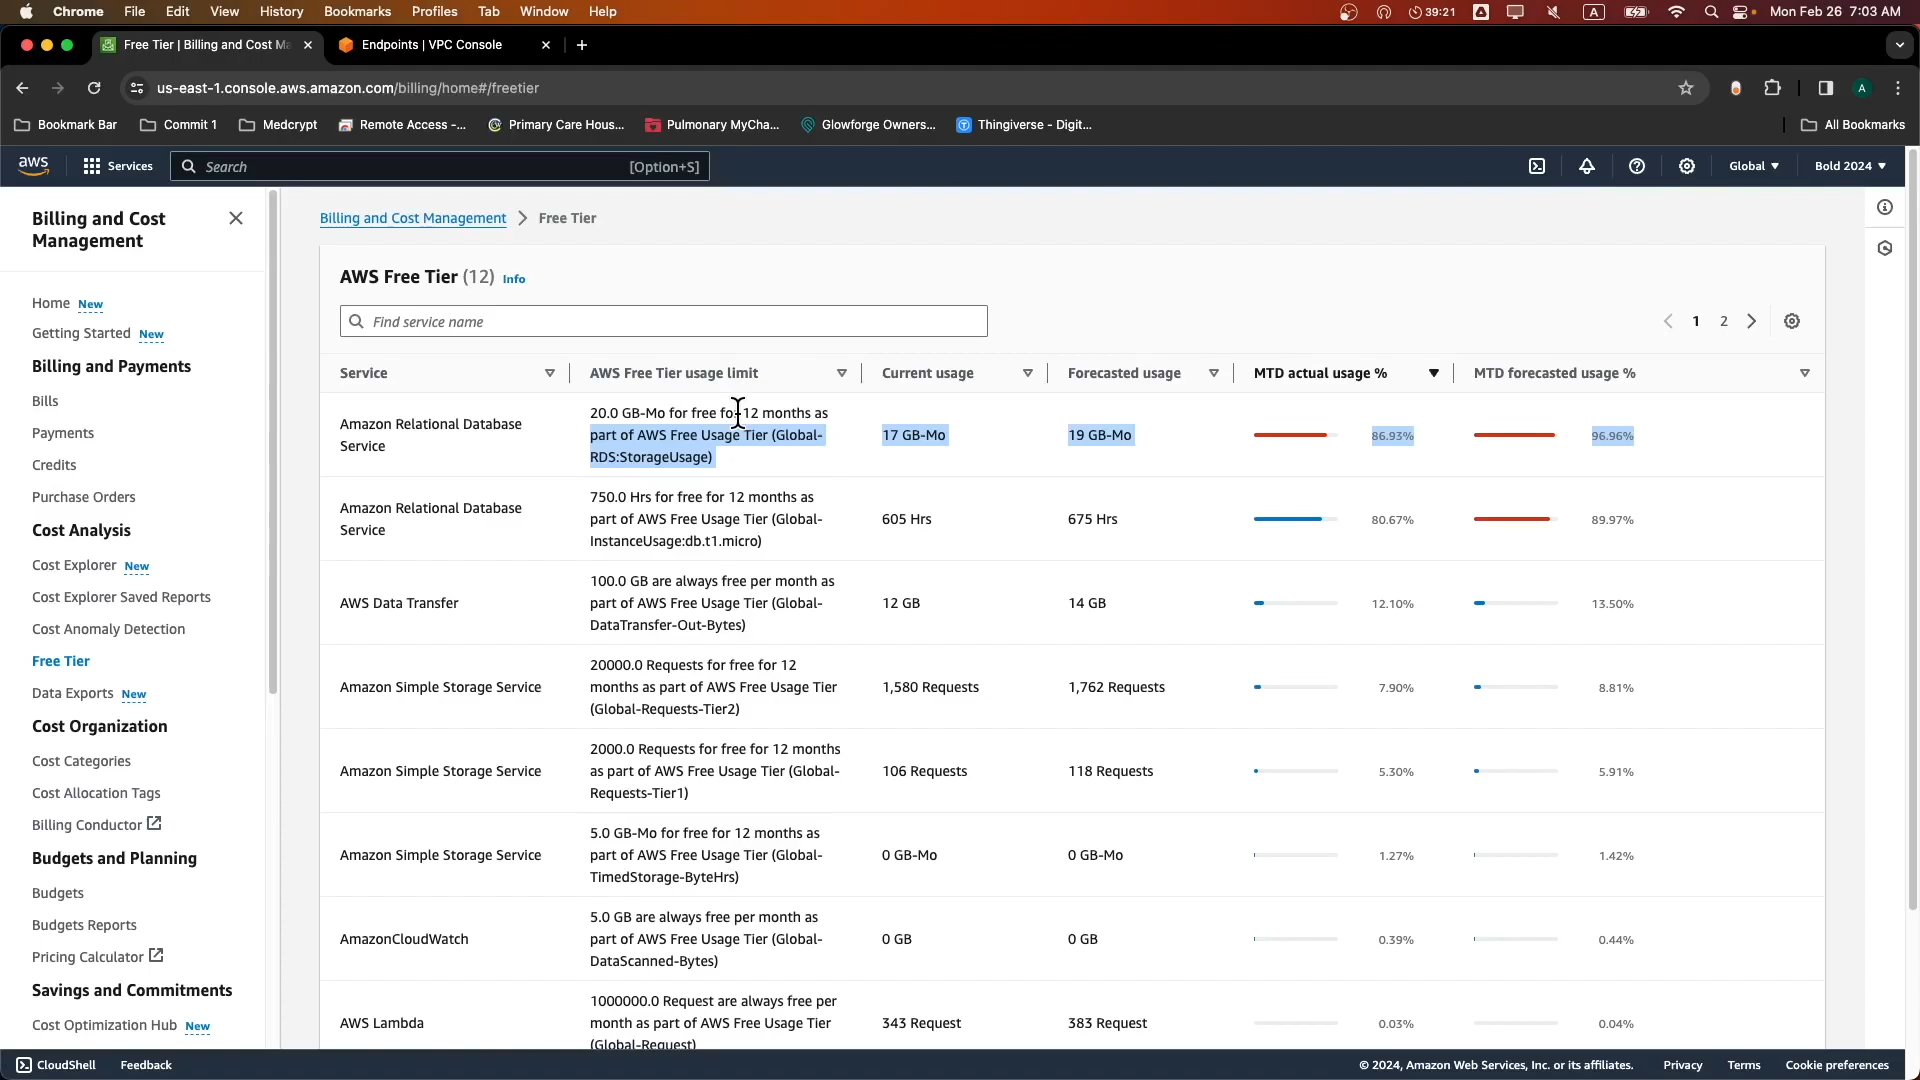 Chrome File Edit View History Bookmarks Profiles Tab Window Help 39:21 A Mon Feb 26 7:03 AM
Free Tier | Billing and Cost Ma Endpoints | VPC Console
us-east-1.console.aws.amazon.com/billing/home#/freetier A
Bookmark Bar Commit 1 Medcrypt Remote Access -... Primary Care Hous... Pulmonary MyCha... Glowforge Owners... Thingiverse - Digit... All Bookmarks
aws Services Search [Option+S] Global Bold 2024
Billing and Cost
Management
Home New
Getting Started New
Billing and Payments
Bills
Payments
Credits
Purchase Orders
Cost Analysis
Cost Explorer New
Cost Explorer Saved Reports
Cost Anomaly Detection
Free Tier
Data Exports New
Cost Organization
Cost Categories
Cost Allocation Tags
Billing Conductor
Budgets and Planning
Budgets
Budgets Reports
Pricing Calculator
Savings and Commitments
Cost Optimization Hub New
Billing and Cost Management > Free Tier
AWS Free Tier (12) Info
Find service name
1 2
Service AWS Free Tier usage limit Current usage Forecasted usage MTD actual usage % MTD forecasted usage %
Amazon Relational Database
Service
20.0 GB-Mo for free for 12 months as
part of AWS Free Usage Tier (Global-
RDS:StorageUsage)
17 GB-Mo 19 GB-Mo 86.93% 96.96%
Amazon Relational Database
Service
750.0 Hrs for free for 12 months as
part of AWS Free Usage Tier (Global-
InstanceUsage:db.t1.micro)
605 Hrs 675 Hrs 80.67% 89.97%
AWS Data Transfer
100.0 GB are always free per month as
part of AWS Free Usage Tier (Global-
DataTransfer-Out-Bytes)
12 GB 14 GB 12.10% 13.50%
Amazon Simple Storage Service
20000.0 Requests for free for 12
months as part of AWS Free Usage Tier
(Global-Requests-Tier2)
1,580 Requests 1,762 Requests 7.90% 8.81%
Amazon Simple Storage Service
2000.0 Requests for free for 12 months
as part of AWS Free Usage Tier (Global-
Requests-Tier1)
106 Requests 118 Requests 5.30% 5.91%
Amazon Simple Storage Service
5.0 GB-Mo for free for 12 months as
part of AWS Free Usage Tier (Global-
TimedStorage-ByteHrs)
0 GB-Mo 0 GB-Mo 1.27% 1.42%
AmazonCloudWatch
5.0 GB are always free per month as
part of AWS Free Usage Tier (Global-
DataScanned-Bytes)
0 GB 0 GB 0.39% 0.44%
AWS Lambda
1000000.0 Request are always free per
month as part of AWS Free Usage Tier
(Global-Request)
343 Request 383 Request 0.03% 0.04%
CloudShell Feedback © 2024, Amazon Web Services, Inc. or its affiliates. Privacy Terms Cookie preferences